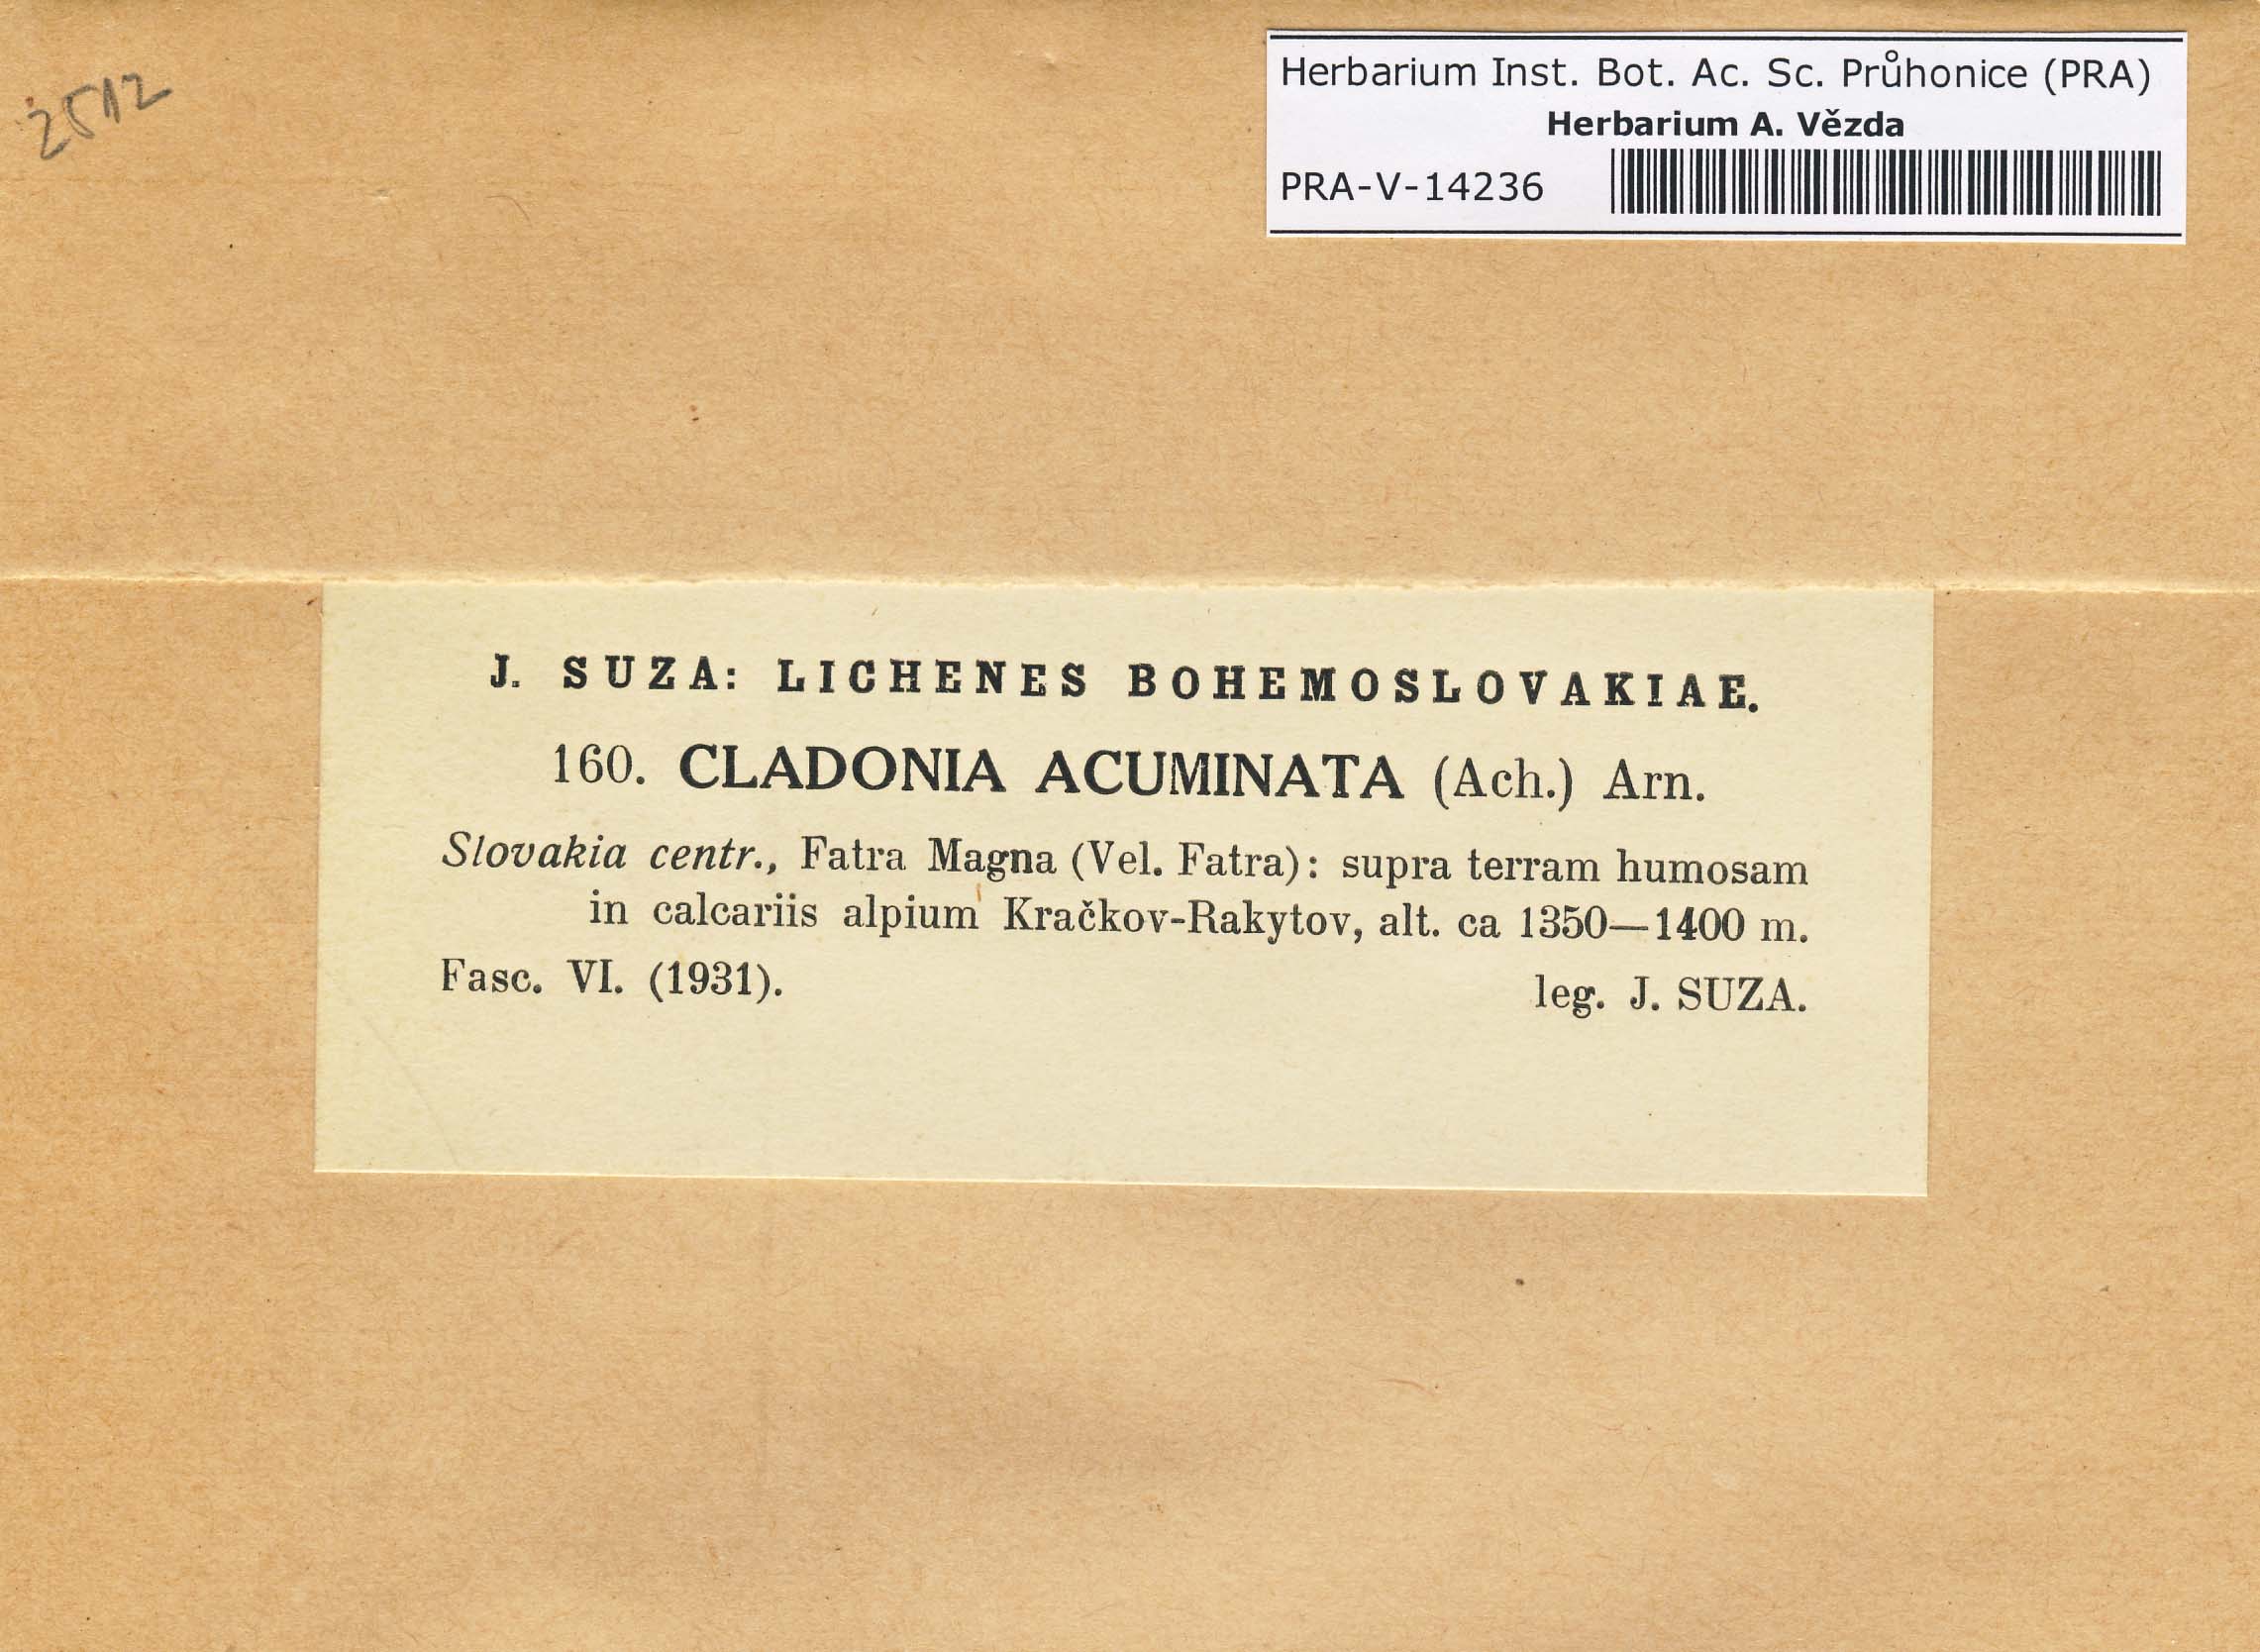 2512
Herbarium Inst. Bot. Ac. Sc. Průhonice (PRA)
Herbarium A. Vězda
PRA-V-14236
J. SUZA: LICHENES BOHEMOSLOVAKIAE.
160. CLADONIA ACUMINATA (Ach.) Arn.
Slovakia centr., Fatra Magna (Vel. Fatra): supra terram humosam
in calcariis alpium Kračkov-Rakytov, alt. ca 1350—1400 m.
Fasc. VI. (1931). leg. J. SUZA.